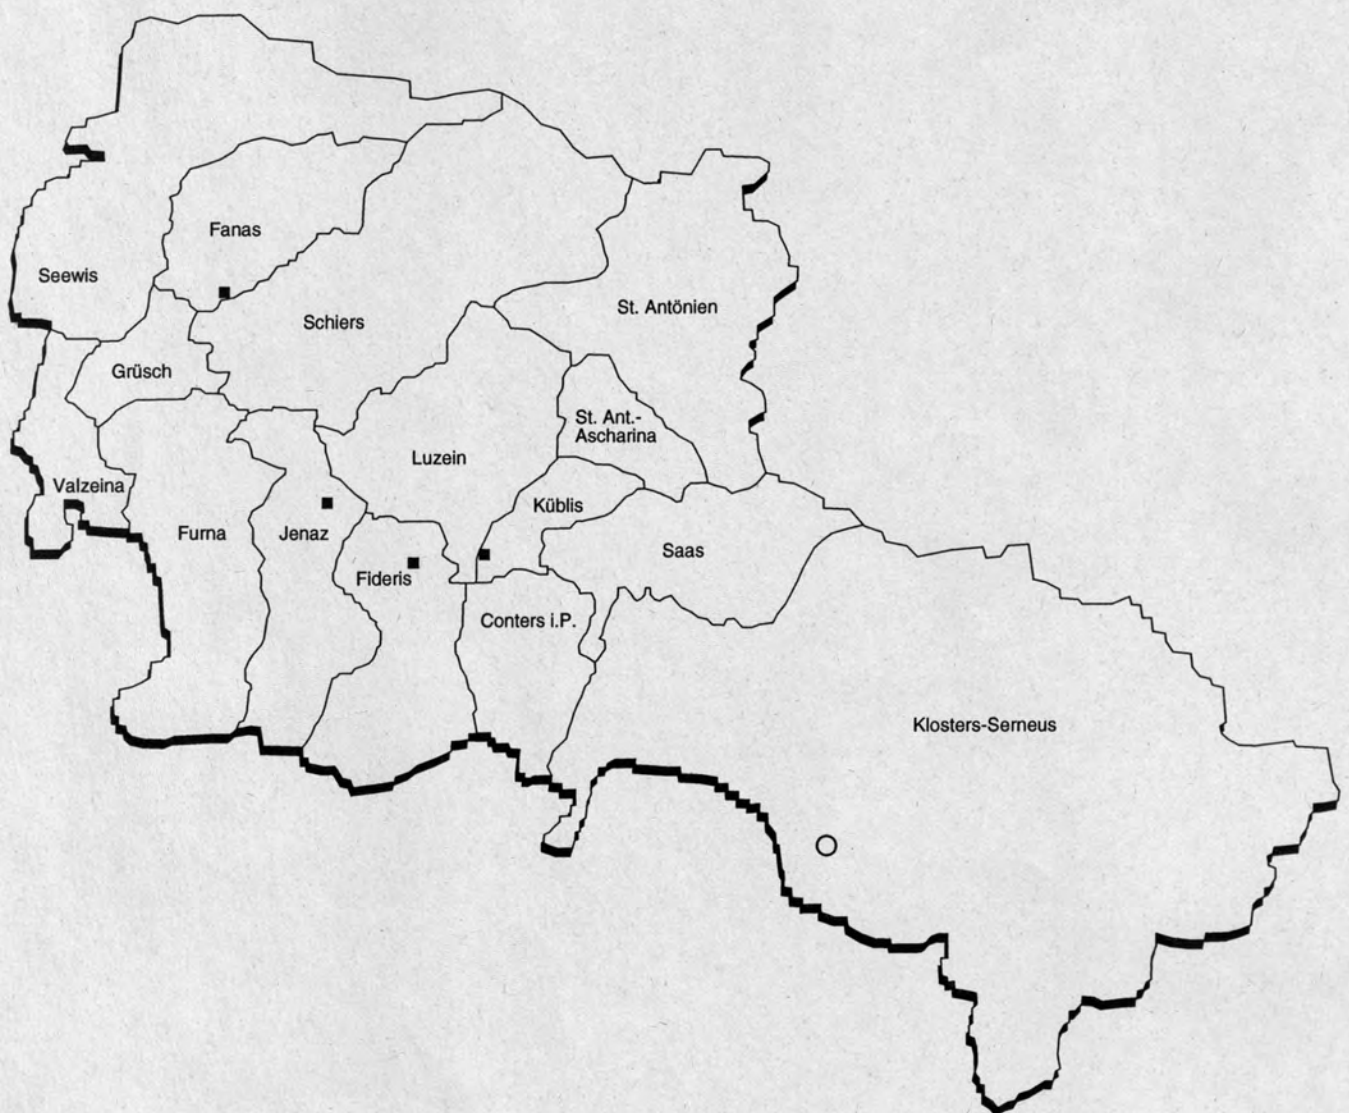 Fanas
Seewis
Schiers
St. Antönien
Grüsch
St. Ant.-
Ascharina
Luzein
Valzeina
Küblis
Furna
Jenaz
Saas
Fideris
Conters i.P.
Klosters-Serneus